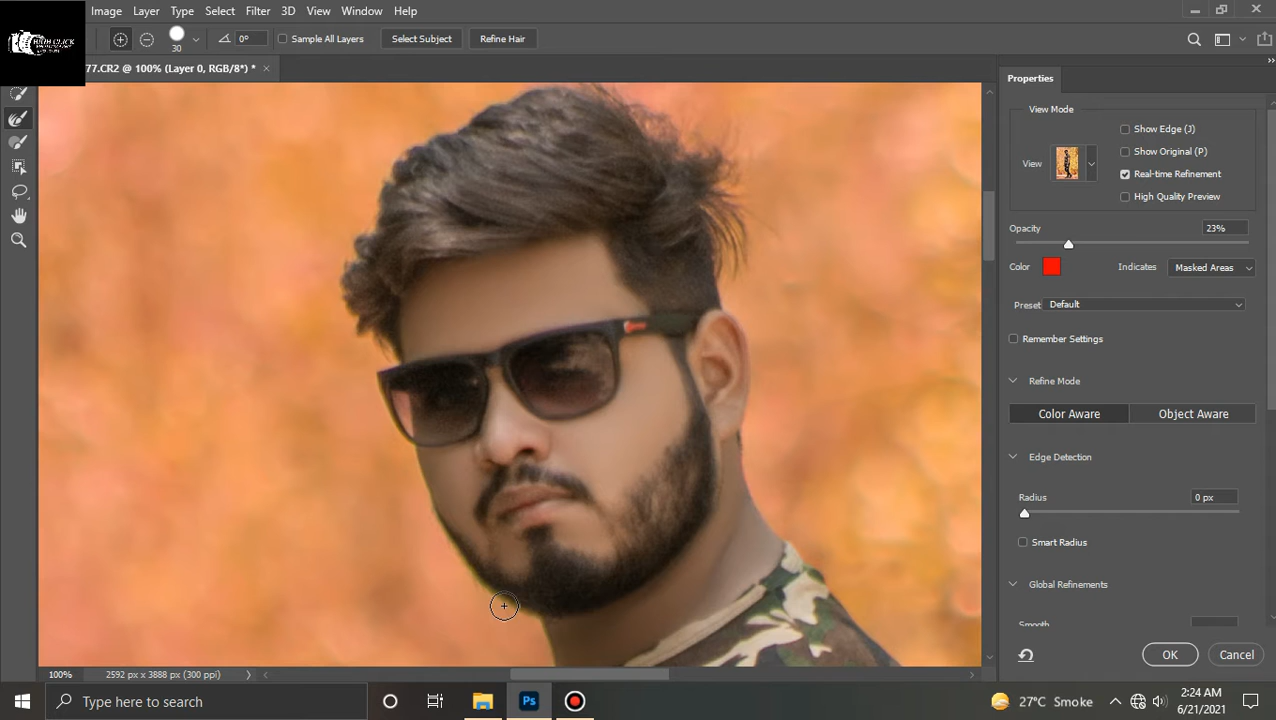 Image Layer Type Select Filter 3D View Window Help
HIGH CLICK
30 0° Sample All Layers Select Subject Refine Hair
77.CR2 @ 100% (Layer 0, RGB/8*) * ×
Properties
View Mode
Show Edge (J)
View Show Original (P)
Real-time Refinement
High Quality Preview
Opacity 23%
Color Indicates Masked Areas
Preset Default
Remember Settings
Refine Mode
Color Aware Object Aware
Edge Detection
Radius 0 px
Smart Radius
Global Refinements
Smooth
OK Cancel
100% 2592 px x 3888 px (300 ppi)
Type here to search Ps 27°C Smoke 2:24 AM
6/21/2021